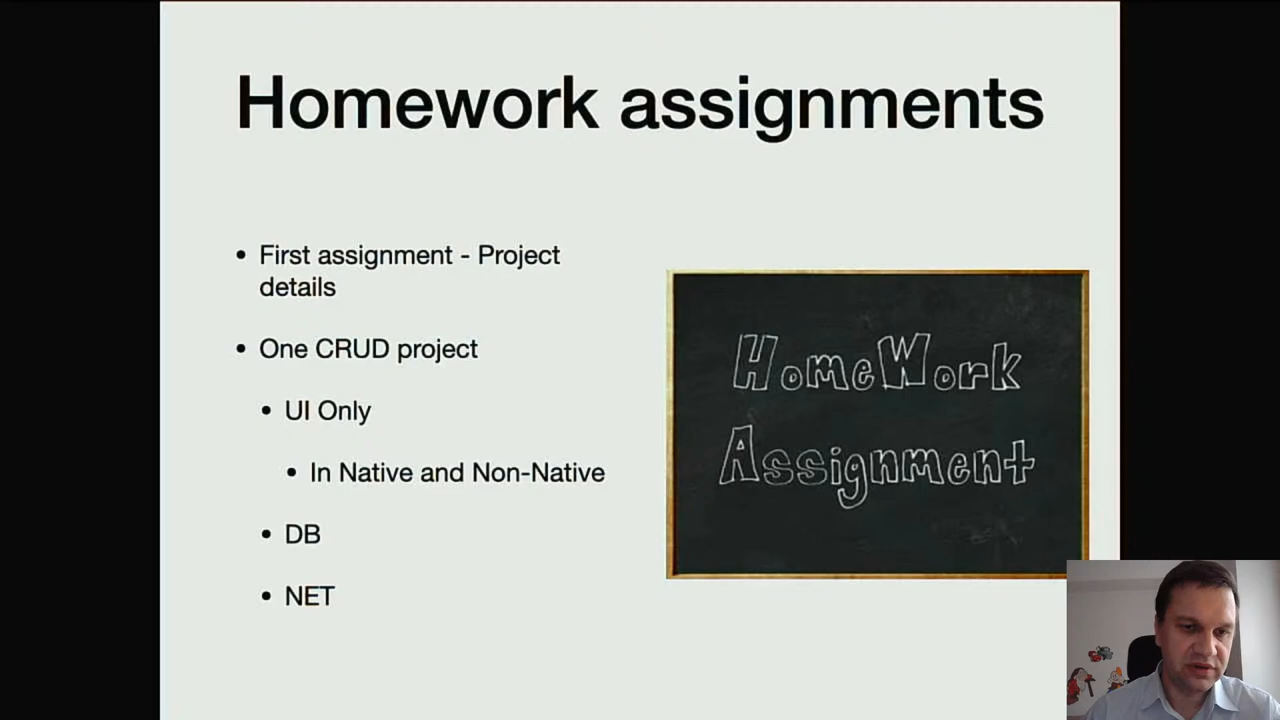 Homework assignments
• First assignment - Project
details
• One CRUD project
• UI Only
• In Native and Non-Native
• DB
• NET
HomeWork
Assignment